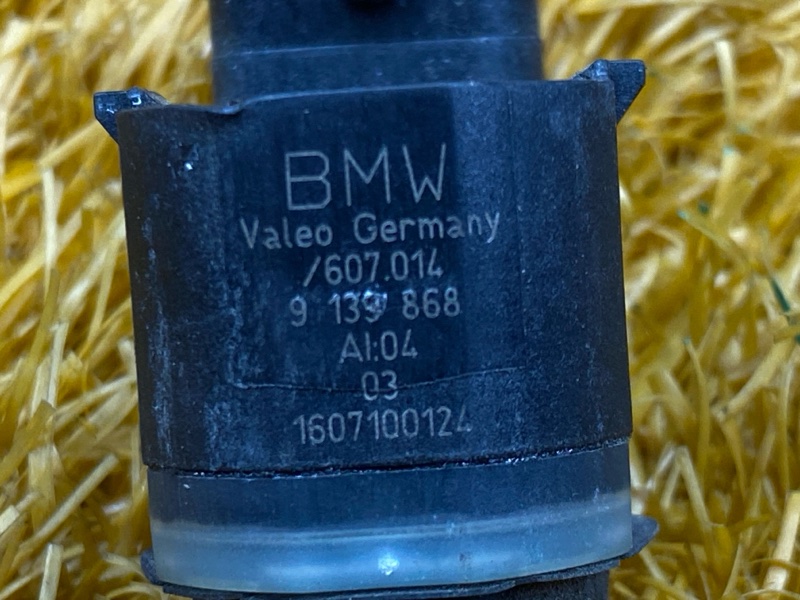 BMW
Valeo Germany
/607.014
9 139 868
AI:04
03
1607100124